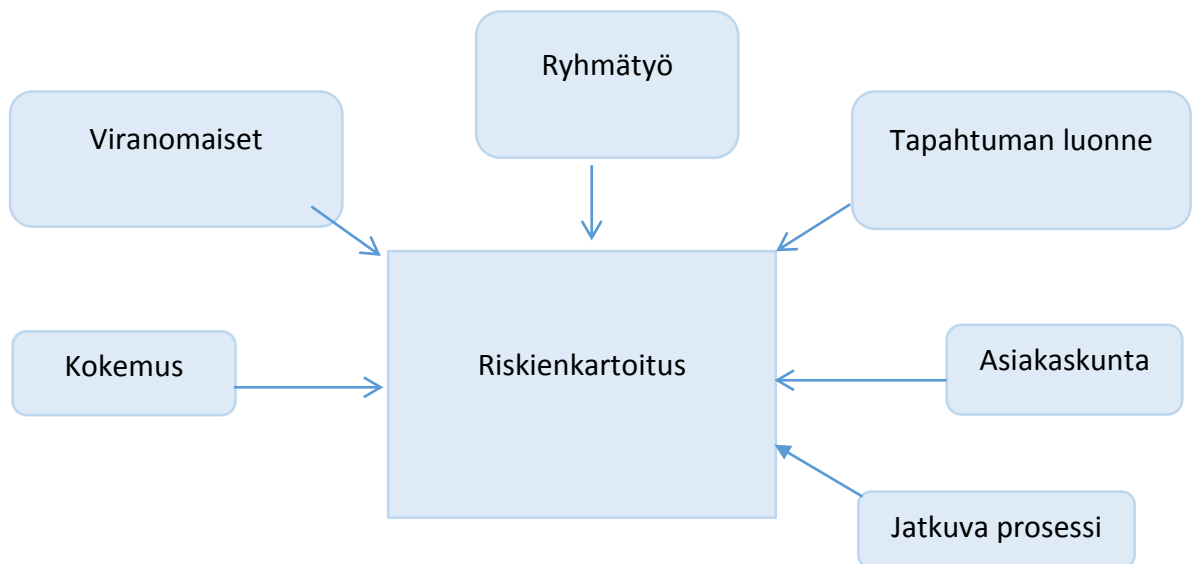 Ryhmätyö
Viranomaiset
Tapahtuman luonne
Kokemus
Riskienkartoitus
Asiakaskunta
Jatkuva prosessi